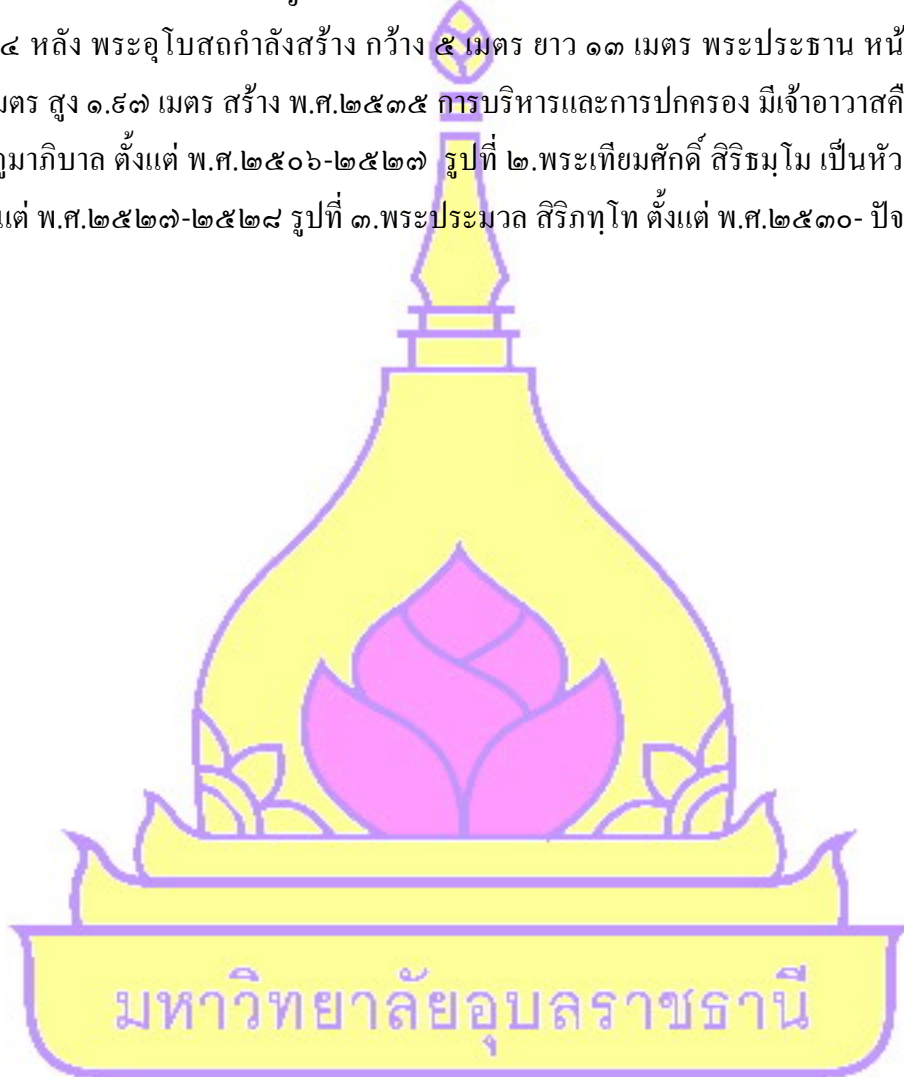 ๔ หลัง พระอุโบสถกำลังสร้าง กว้าง ๕ เมตร ยาว ๑๓ เมตร พระประธาน หน้
มตร สูง ๑.๙๗ เมตร สร้าง พ.ศ.๒๕๓๕ การบริหารและการปกครอง มีเจ้าอาวาสคื
ภูมาภิบาล ตั้งแต่ พ.ศ.๒๕๐๖-๒๕๒๗ รูปที่ ๒.พระเทียมศักดิ์ สิริธมฺโม เป็นหัว
แต่ พ.ศ.๒๕๒๗-๒๕๒๘ รูปที่ ๓.พระประมวล สิริภทฺโท ตั้งแต่ พ.ศ.๒๕๓๐- ปัจ
มหาวิทยาลัยอุบลราชธานี